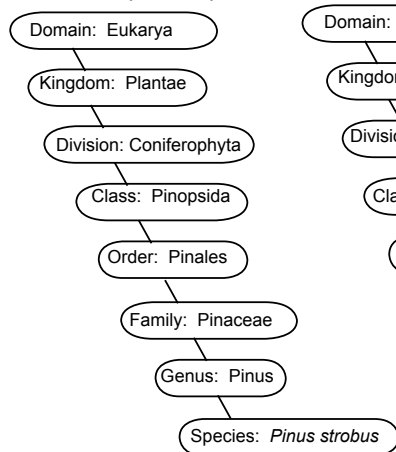 Domain: Eukarya
Kingdom: Plantae
Division: Coniferophyta
Class: Pinopsida
Order: Pinales
Family: Pinaceae
Genus: Pinus
Species: Pinus strobus
Domain: